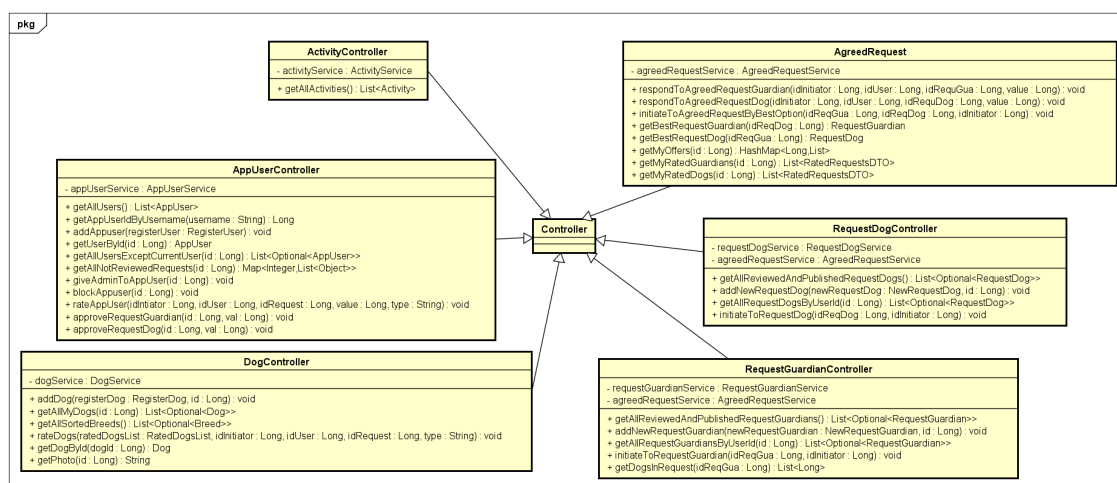 pkg
ActivityController
- activityService : ActivityService
+ getAllActivities() : List<Activity>
AgreedRequest
- agreedRequestService : AgreedRequestService
+ respondToAgreedRequestGuardian(idInitiator : Long, idUser : Long, idRequGua : Long, value : Long) : void
+ respondToAgreedRequestDog(idInitiator : Long, idUser : Long, idRequDog : Long, value : Long) : void
+ initiateToAgreedRequestByBestOption(idReqGua : Long, idReqDog : Long, idInitiator : Long) : void
+ getBestRequestGuardian(idReqDog : Long) : RequestGuardian
+ getBestRequestDog(idReqGua : Long) : RequestDog
+ getMyOffers(id : Long) : HashMap<Long,List>
+ getMyRatedGuardians(id : Long) : List<RatedRequestsDTO>
+ getMyRatedDogs(id : Long) : List<RatedRequestsDTO>
AppUserController
- appUserService : AppUserService
+ getAllUsers() : List<AppUser>
+ getAppUserIdByUsername(username : String) : Long
+ addAppuser(registerUser : RegisterUser) : void
+ getUserById(id : Long) : AppUser
+ getAllUsersExceptCurrentUser(id : Long) : List<Optional<AppUser>>
+ getAllNotReviewedRequests(id : Long) : Map<Integer,List<Object>>
+ giveAdminToAppUser(id : Long) : void
+ blockAppuser(id : Long) : void
+ rateAppUser(idIntiator : Long, idUser : Long, idRequest : Long, value : Long, type : String) : void
+ approveRequestGuardian(id : Long, val : Long) : void
+ approveRequestDog(id : Long, val : Long) : void
Controller
RequestDogController
- requestDogService : RequestDogService
- agreedRequestService : AgreedRequestService
+ getAllReviewedAndPublishedRequestDogs() : List<Optional<RequestDog>>
+ addNewRequestDog(newRequestDog : NewRequestDog, id : Long) : void
+ getAllRequestDogsByUserId(id : Long) : List<Optional<RequestDog>>
+ initiateToRequestDog(idReqDog : Long, idInitiator : Long) : void
DogController
- dogService : DogService
+ addDog(registerDog : RegisterDog, id : Long) : void
+ getAllMyDogs(id : Long) : List<Optional<Dog>>
+ getAllSortedBreeds() : List<Optional<Breed>>
+ rateDogs(ratedDogsList : RatedDogsList, idInitiator : Long, idUser : Long, idRequest : Long, type : String) : void
+ getDogById(dogId : Long) : Dog
+ getPhoto(id : Long) : String
RequestGuardianController
- requestGuardianService : RequestGuardianService
- agreedRequestService : AgreedRequestService
+ getAllReviewedAndPublishedRequestGuardians() : List<Optional<RequestGuardian>>
+ addNewRequestGuardian(newRequestGuardian : NewRequestGuardian, id : Long) : void
+ getAllRequestGuardiansByUserId(id : Long) : List<Optional<RequestGuardian>>
+ initiateToRequestGuardian(idReqGua : Long, idInitiator : Long) : void
+ getDogsInRequest(idReqGua : Long) : List<Long>